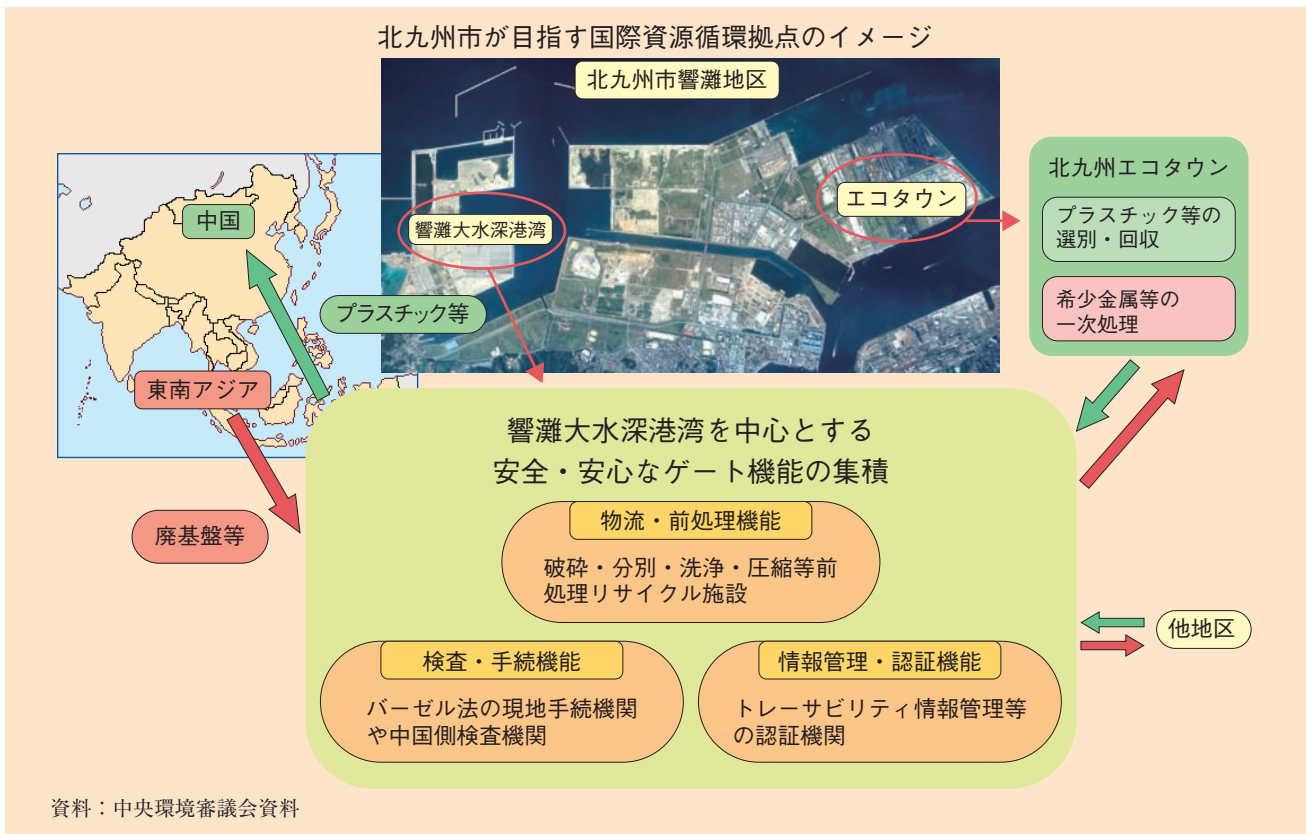 北九州市が目指す国際資源循環拠点のイメージ
北九州市響灘地区
中国
響灘大水深港湾
エコタウン
北九州エコタウン
プラスチック等の
選別・回収
希少金属等の
一次処理
プラスチック等
東南アジア
廃基盤等
響灘大水深港湾を中心とする
安全・安心なゲート機能の集積
物流・前処理機能
破砕・分別・洗浄・圧縮等前
処理リサイクル施設
検査・手続機能
バーゼル法の現地手続機関
や中国側検査機関
情報管理・認証機能
トレーサビリティ情報管理等
の認証機関
他地区
資料：中央環境審議会資料